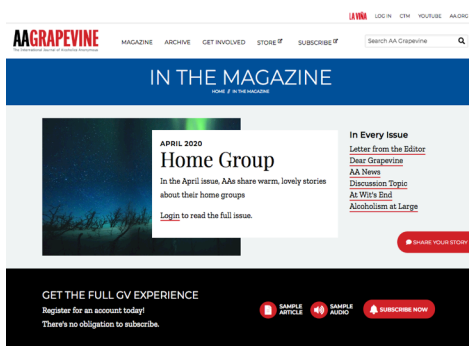 LA VIÑA LOG IN CTM YOUTUBE AA.ORG
AAGRAPEVINE
The International Journal of Alcoholics Anonymous
MAGAZINE ARCHIVE GET INVOLVED STORE SUBSCRIBE Search AA Grapevine
IN THE MAGAZINE
HOME // IN THE MAGAZINE
APRIL 2020
Home Group
In the April issue, AAs share warm, lovely stories
about their home groups
Login to read the full issue.
In Every Issue
Letter from the Editor
Dear Grapevine
AA News
Discussion Topic
At Wit's End
Alcoholism at Large
SHARE YOUR STORY
GET THE FULL GV EXPERIENCE
Register for an account today!
There's no obligation to subscribe.
SAMPLE
ARTICLE
SAMPLE
AUDIO
SUBSCRIBE NOW